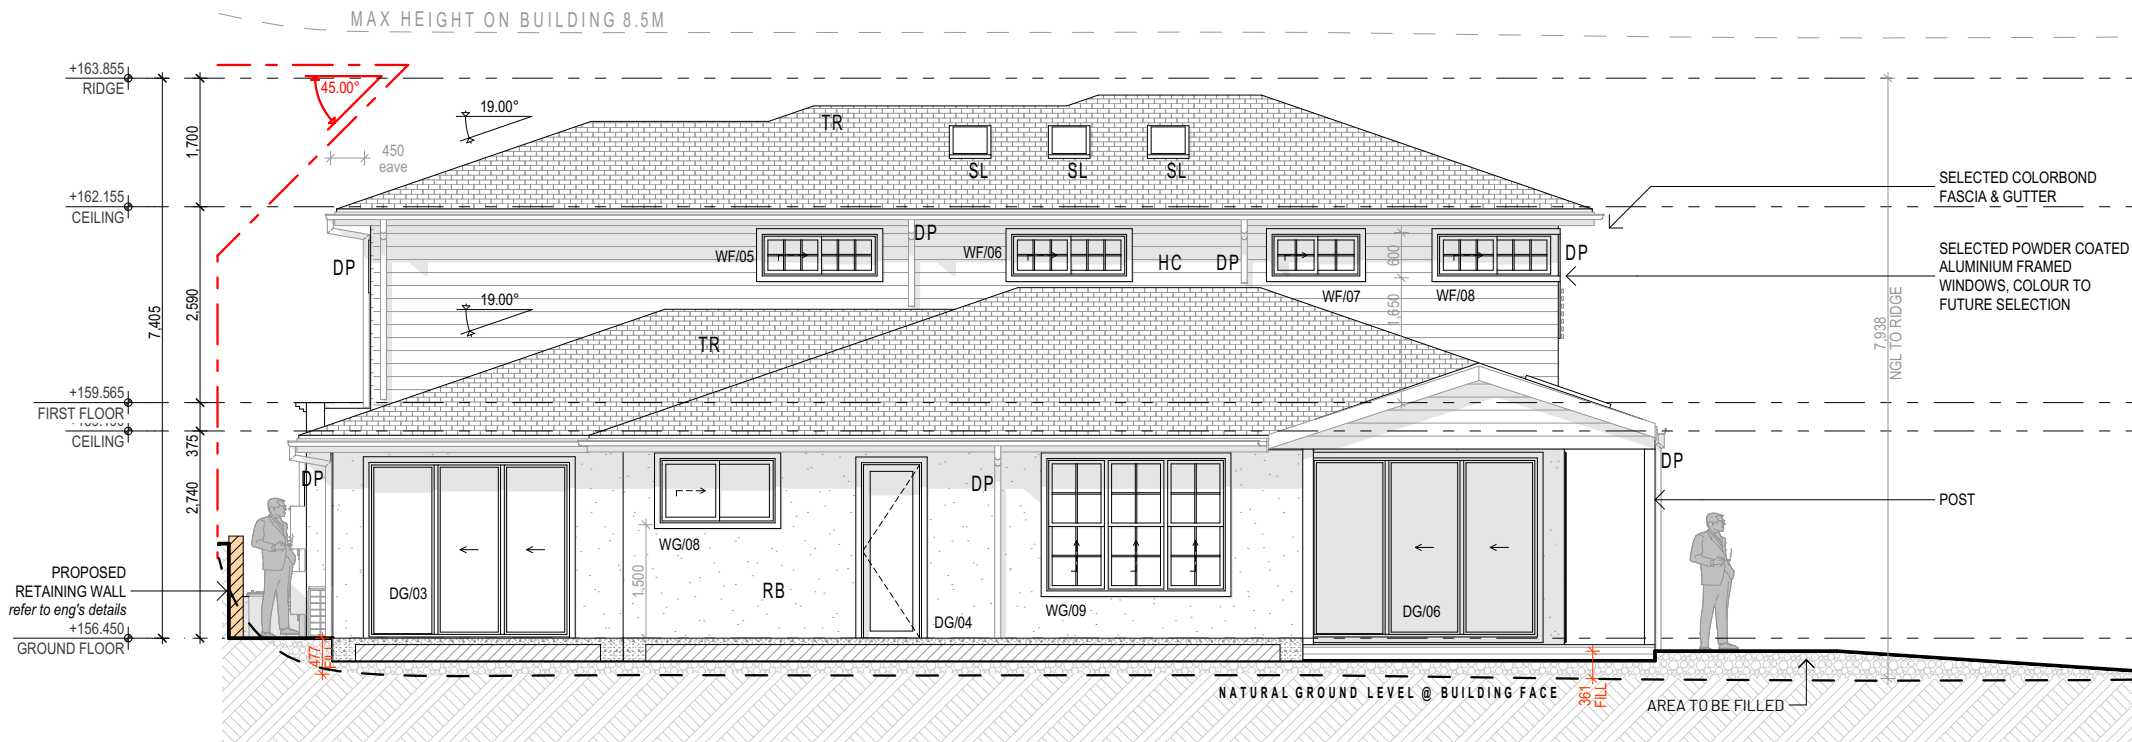 MAX HEIGHT ON BUILDING 8.5M
+163.855
RIDGE
45.00°
19.00°
TR
1,700
450
eave
SL
SL
SL
SELECTED COLORBOND
FASCIA & GUTTER
+162.155
CEILING
DP
WF/05
DP
WF/06
HC
DP
600
DP
WF/07
WF/08
SELECTED POWDER COATED
ALUMINIUM FRAMED
WINDOWS, COLOUR TO
FUTURE SELECTION
7,405
2,590
19.00°
TR
1,650
7,938
NGL TO RIDGE
+159.565
FIRST FLOOR
CEILING
375
2,740
DP
DP
DP
POST
WG/08
DG/03
1,500
RB
DG/04
WG/09
DG/06
PROPOSED
RETAINING WALL
refer to eng's details
+156.450
GROUND FLOOR
477
FILL
NATURAL GROUND LEVEL @ BUILDING FACE
361
FILL
AREA TO BE FILLED